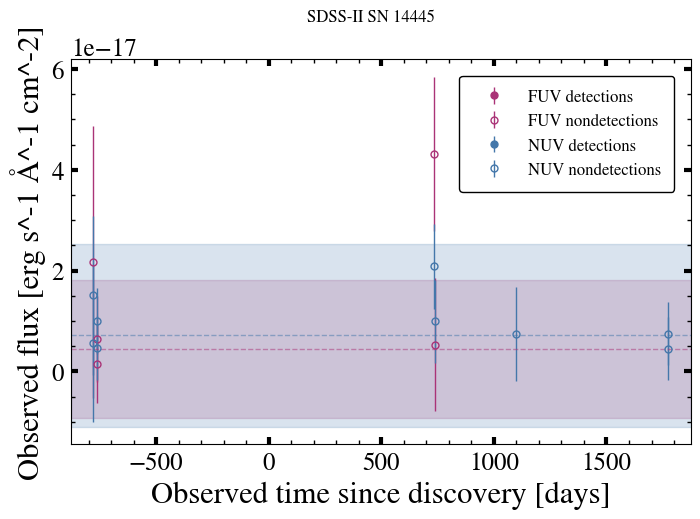 SDSS-II SN 14445
1e−17
6
4
2
0
Observed flux [erg s^-1 Å^-1 cm^-2]
FUV detections
FUV nondetections
NUV detections
NUV nondetections
−500 0 500 1000 1500
Observed time since discovery [days]